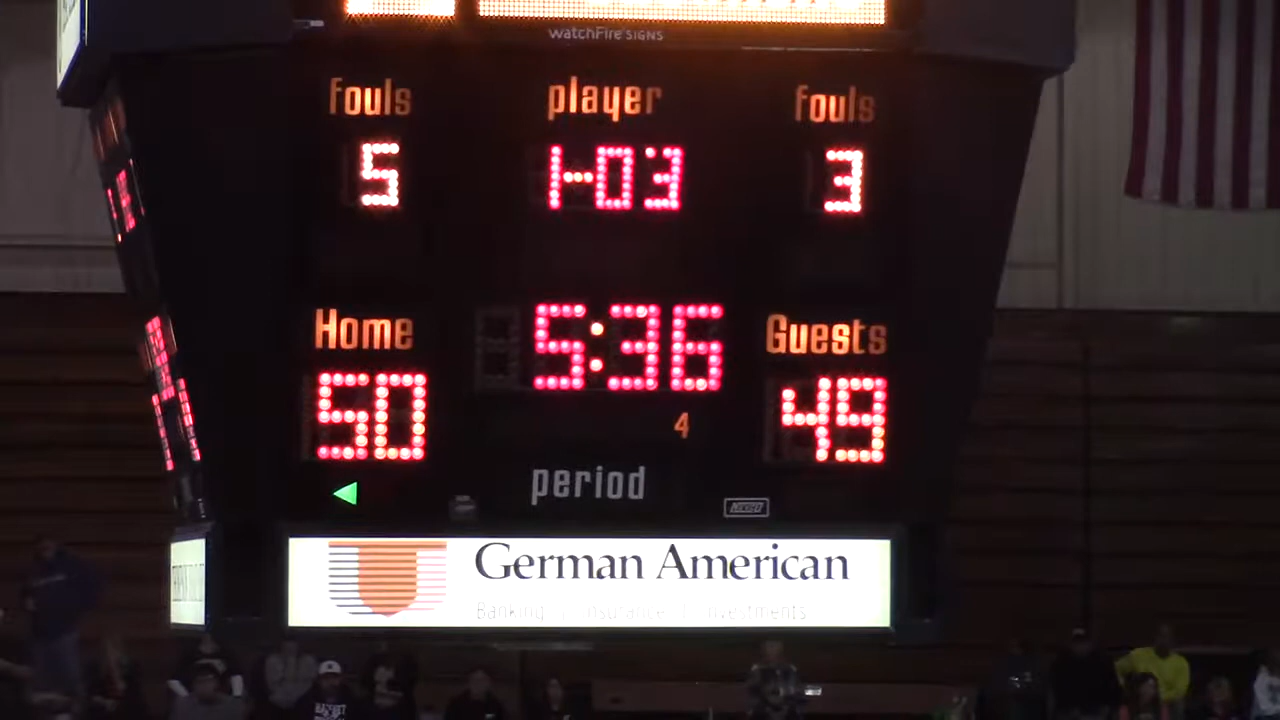 watchFire SIGNS
fouls player fouls
5 1-03 3
Home 5:36 Guests
50 4 49
period
German American
Banking | Insurance | Investments